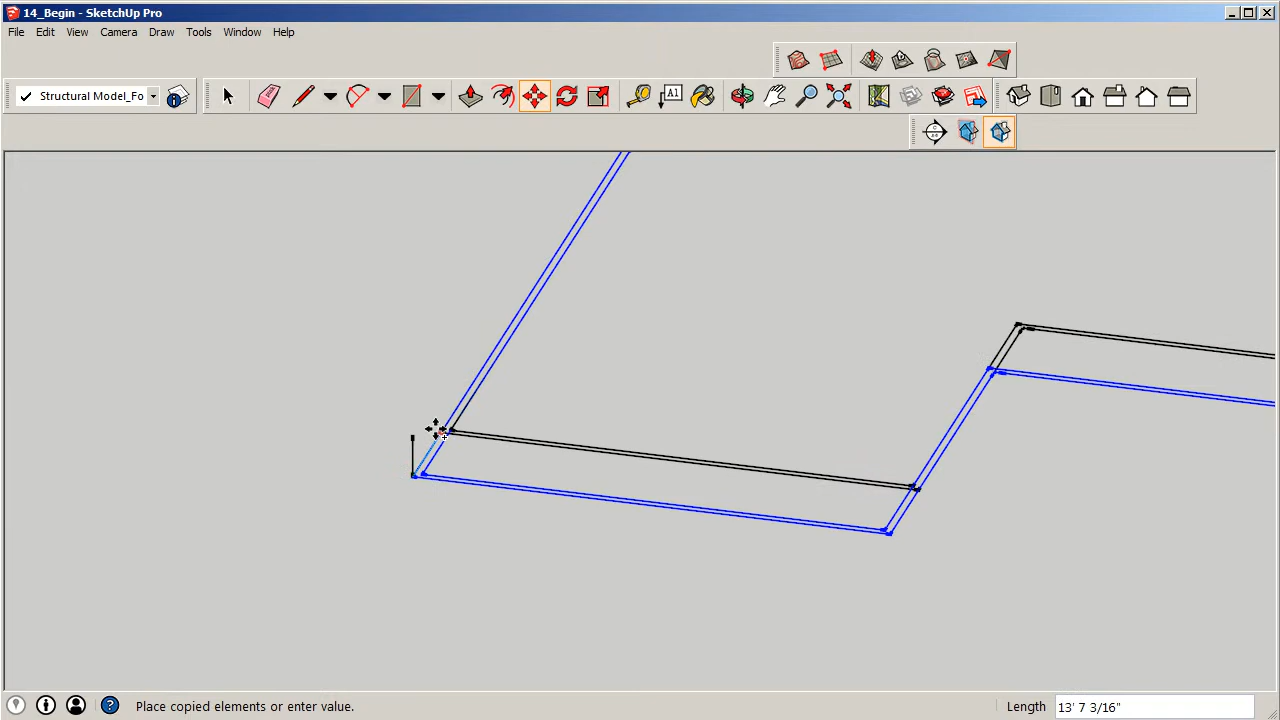 14_Begin - SketchUp Pro
File Edit View Camera Draw Tools Window Help
Structural Model_Fo
A1
Place copied elements or enter value.
Length 13' 7 3/16"